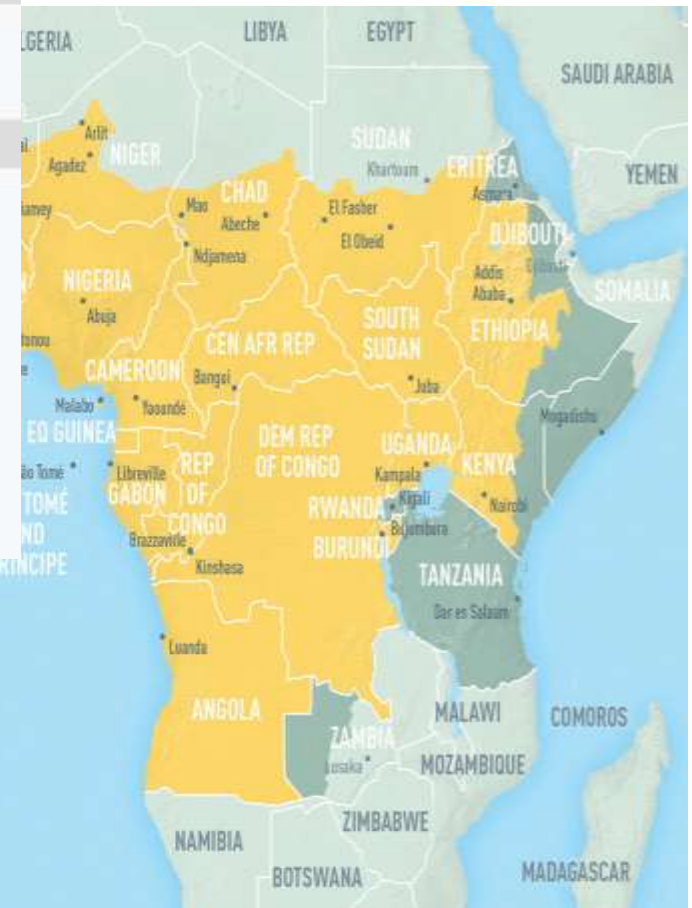 LGERIA
LIBYA
EGYPT
SAUDI ARABIA
Arlit
NIGER
SUDAN
Agadez
Khartoum
ERITREA
YEMEN
Asmara
CHAD
Mao
Abeche
El Fasher
El Obeid
DJIBOUTI
Ndjamena
Addis
Ababa
NIGERIA
SOMALIA
Abuja
SOUTH
SUDAN
ETHIOPIA
CEN AFR REP
CAMEROON
Bangui
Juba
Malabo
Yaoundé
Mogadishu
EQ GUINEA
DEM REP
OF CONGO
UGANDA
Kampala
KENYA
Libreville
GABON
REP
OF
CONGO
RWANDA
Kigali
Nairobi
TOMÉ
ND
RINCIPE
Brazzaville
Bujumbura
BURUNDI
Kinshasa
TANZANIA
Dar es Salaam
Luanda
ANGOLA
MALAWI
COMOROS
ZAMBIA
Lusaka
MOZAMBIQUE
ZIMBABWE
NAMIBIA
BOTSWANA
MADAGASCAR